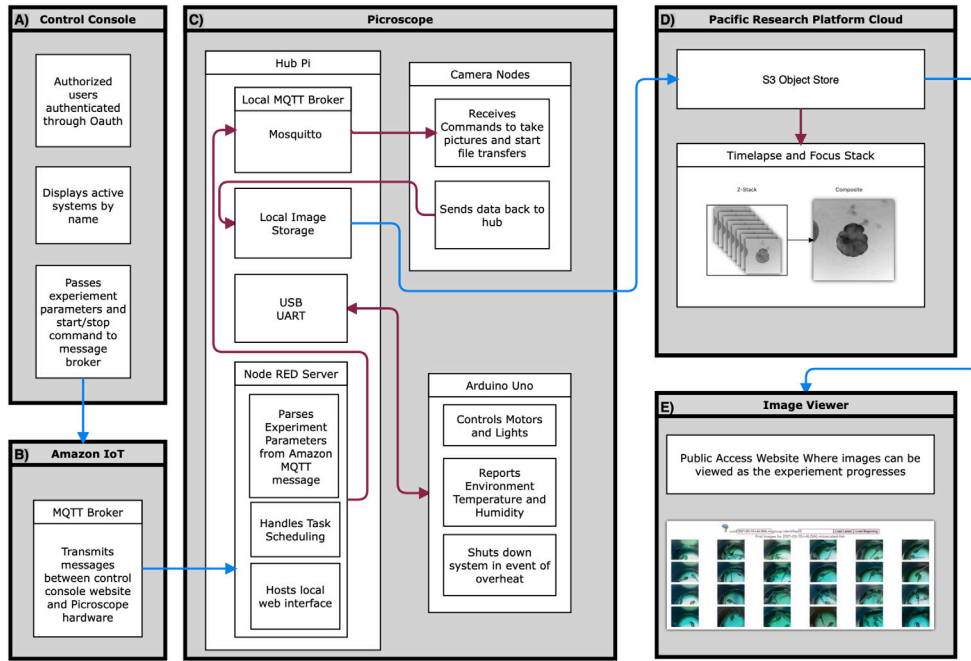 A) Control Console
Authorized
users
authenticated
through Oauth
Displays active
systems by
name
Passes
experiement
parameters and
start/stop
command to
message
broker
B) Amazon IoT
MQTT Broker
Transmits
messages
between control
console website
and Picroscope
hardware
C) Picroscope
Hub Pi
Local MQTT Broker
Mosquitto
Local Image
Storage
USB
UART
Node RED Server
Parses
Experiment
Parameters
from Amazon
MQTT
message
Handles Task
Scheduling
Hosts local
web interface
Camera Nodes
Receives
Commands to take
pictures and start
file transfers
Sends data back to
hub
Arduino Uno
Controls Motors
and Lights
Reports
Environment
Temperature and
Humidity
Shuts down
system in event of
overheat
D) Pacific Research Platform Cloud
S3 Object Store
Timelapse and Focus Stack
Z-Stack
Composite
E) Image Viewer
Public Access Website Where images can be
viewed as the experiement progresses